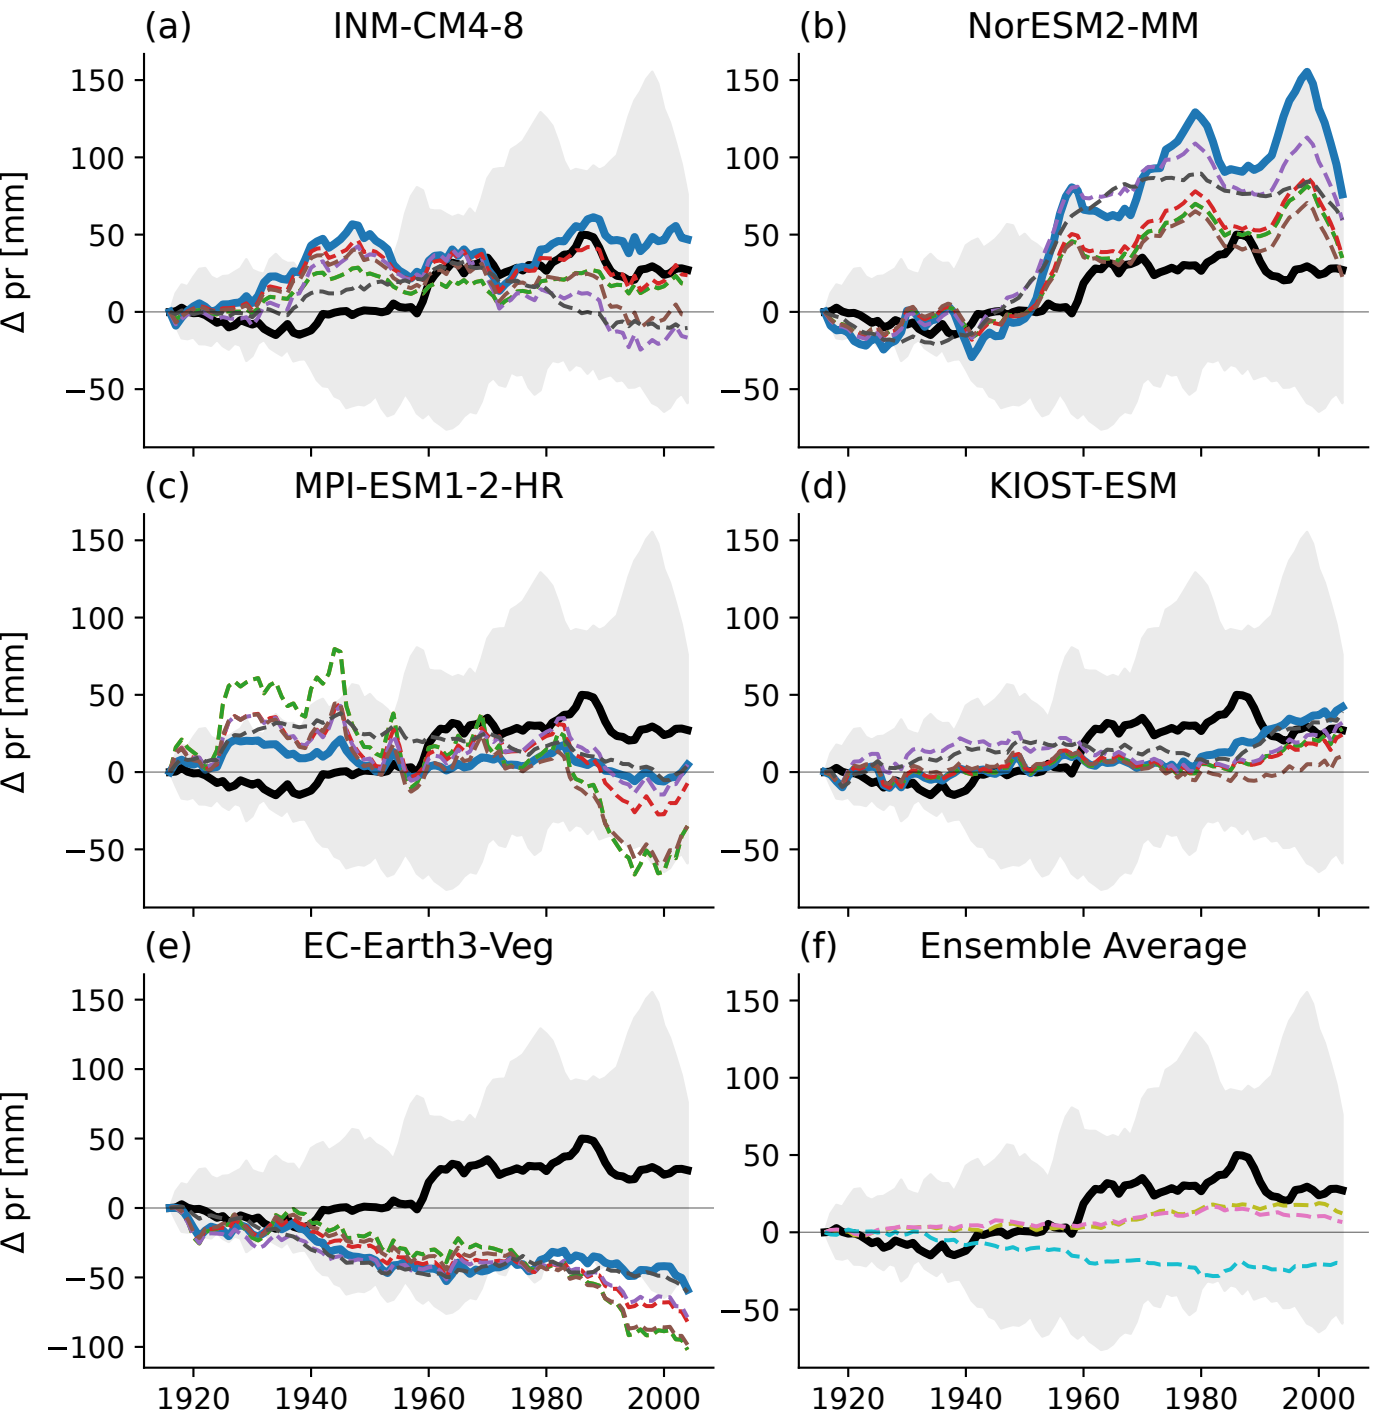 (a) INM-CM4-8
(b) NorESM2-MM
Δ pr [mm]
150
100
50
0
−50
150
100
50
0
−50
(c) MPI-ESM1-2-HR
(d) KIOST-ESM
Δ pr [mm]
150
100
50
0
−50
150
100
50
0
−50
(e) EC-Earth3-Veg
(f) Ensemble Average
Δ pr [mm]
150
100
50
0
−50
−100
150
100
50
0
−50
1920 1940 1960 1980 2000
1920 1940 1960 1980 2000